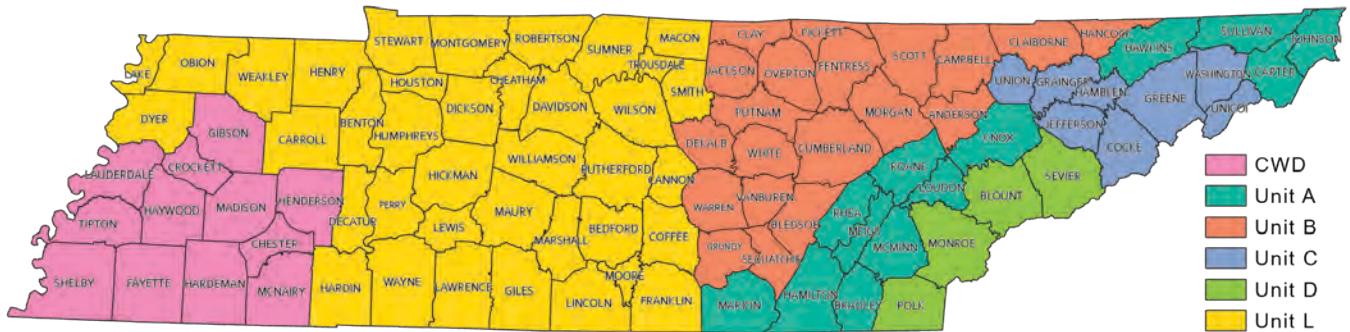 LAKE
OBION
WEAKLEY
HENRY
STEWART
MONTGOMERY
ROBERTSON
SUMNER
MACON
TROUSDALE
SMITH
CLAY
PICKETT
JACLSON
OVERTON
FENTRESS
SCOTT
CAMPBELL
CLAIBORNE
HANCOCK
HAWKINS
SULLIVAN
JOHNSON
CARTER
WASHINGTON
UNICOI
GREENE
HAMBLEN
GRAINGER
UNION
JEFFERSON
COCKE
DYER
GIBSON
CARROLL
BENTON
HOUSTON
HUMPHREYS
DICKSON
CHEATHAM
DAVIDSON
WILSON
PUTNAM
DEKALB
WHITE
CUMBERLAND
MORGAN
ANDERSON
KNOX
ROANE
LOUDON
BLOUNT
SEVIER
LAUDERDALE
CROCKETT
HAYWOOD
TIPTON
MADISON
HENDERSON
CHESTER
DECATUR
PERRY
HICKMAN
LEWIS
WILLIAMSON
MAURY
RUTHERFORD
CANNON
MARSHALL
BEDFORD
COFFEE
WARREN
VANBUREN
BLEDSOE
RHEA
MEIGS
MCMINN
MONROE
SHELBY
FAYETTE
HARDEMAN
MCNAIRY
HARDIN
WAYNE
LAWRENCE
GILES
LINCOLN
MOORE
FRANKLIN
GRUNDY
SEQUATCHIE
MARKIN
HAMILTON
BRADLEY
POLK
CWD
Unit A
Unit B
Unit C
Unit D
Unit L